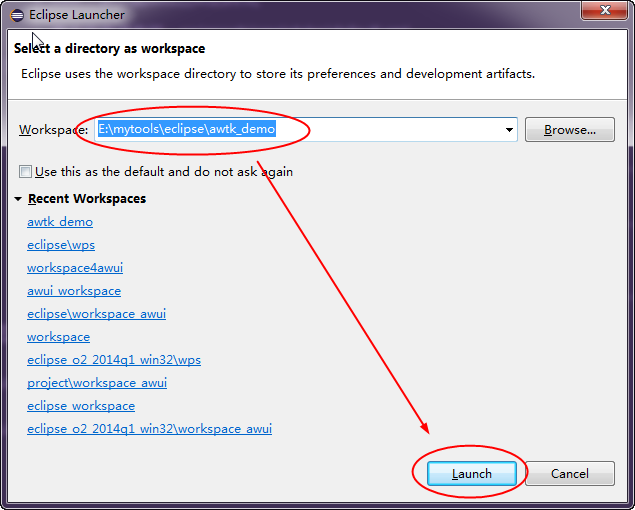 Eclipse Launcher
Select a directory as workspace
Eclipse uses the workspace directory to store its preferences and development artifacts.
Workspace: E:\mytools\eclipse\awtk_demo Browse...
Use this as the default and do not ask again
Recent Workspaces
awtk_demo
eclipse\wps
workspace4awui
awui_workspace
eclipse\workspace_awui
workspace
eclipse_o2_2014q1_win32\wps
project\workspace_awui
eclipse_workspace
eclipse_o2_2014q1_win32\workspace_awui
Launch Cancel